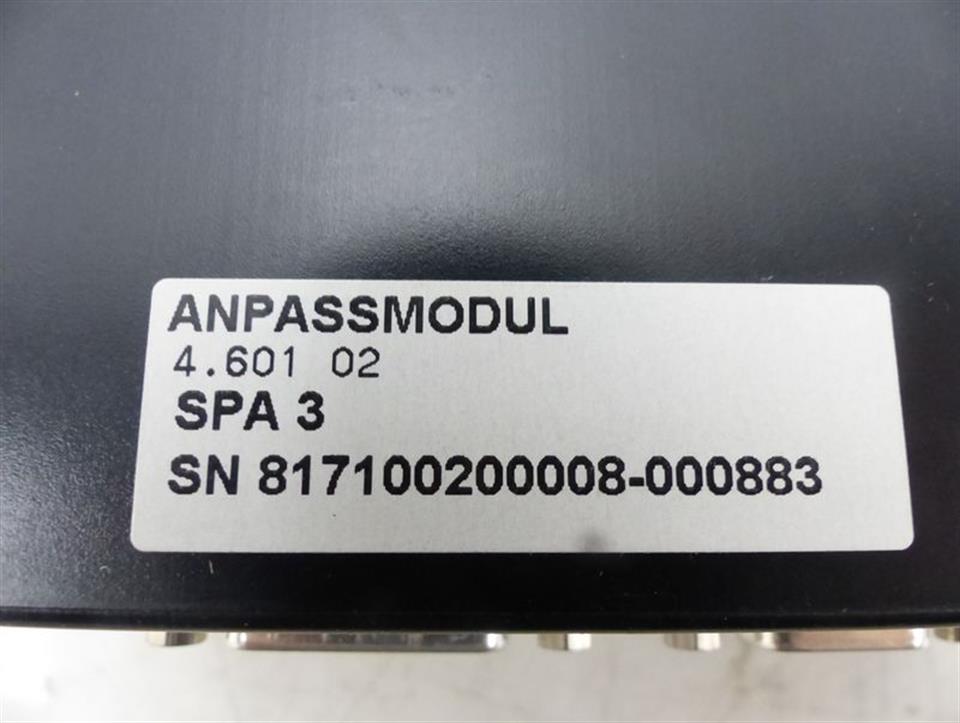 ANPASSMODUL
4.601 02
SPA 3
SN 817100200008-000883